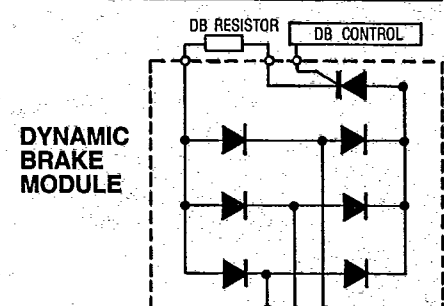 DB RESISTOR
DB CONTROL
DYNAMIC
BRAKE
MODULE